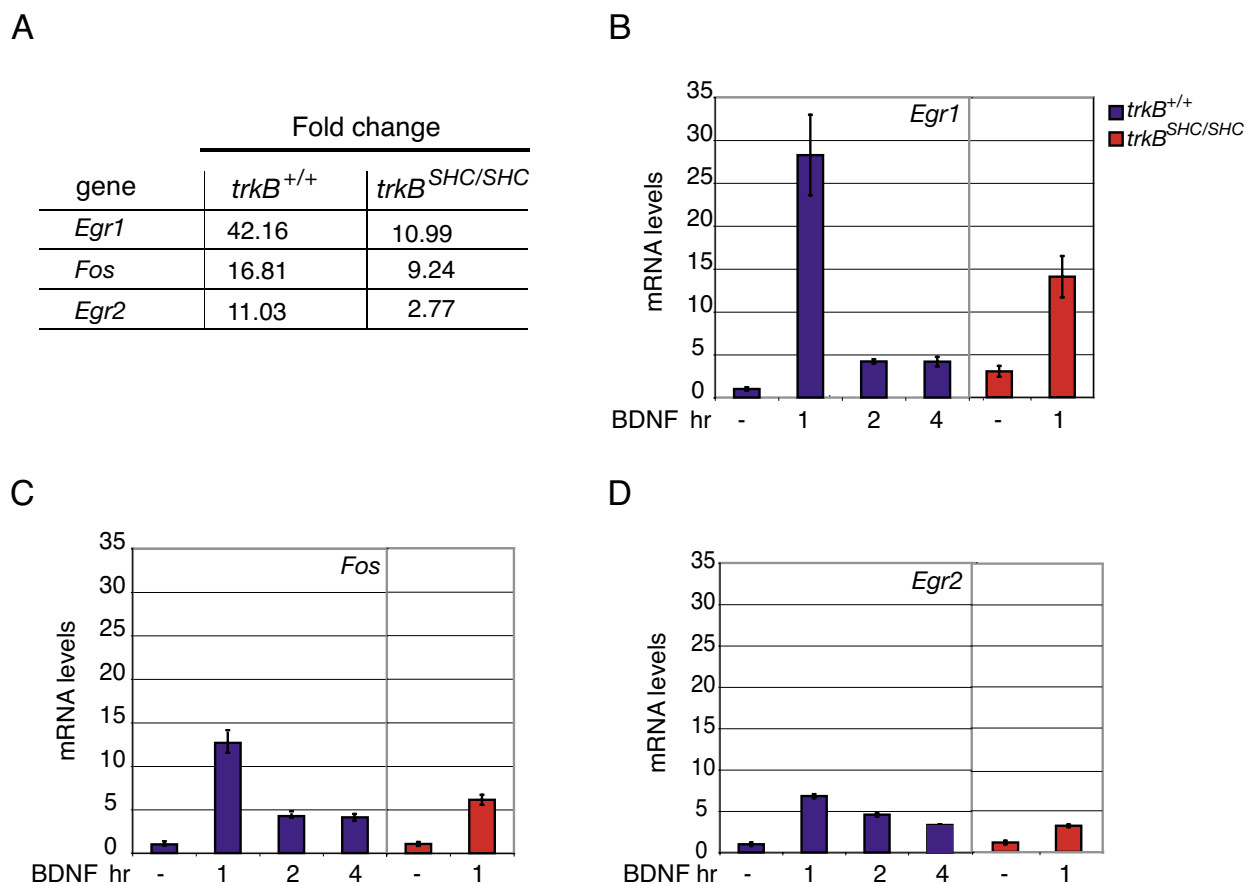 A
Fold change
gene trkB+/+ trkBSHC/SHC
Egr1 42.16 10.99
Fos 16.81 9.24
Egr2 11.03 2.77
B
Egr1
trkB+/+
trkBSHC/SHC
mRNA levels
35
30
25
20
15
10
5
0
BDNF hr - 1 2 4 - 1
C
Fos
mRNA levels
35
30
25
20
15
10
5
0
BDNF hr - 1 2 4 - 1
D
Egr2
mRNA levels
35
30
25
20
15
10
5
0
BDNF hr - 1 2 4 - 1